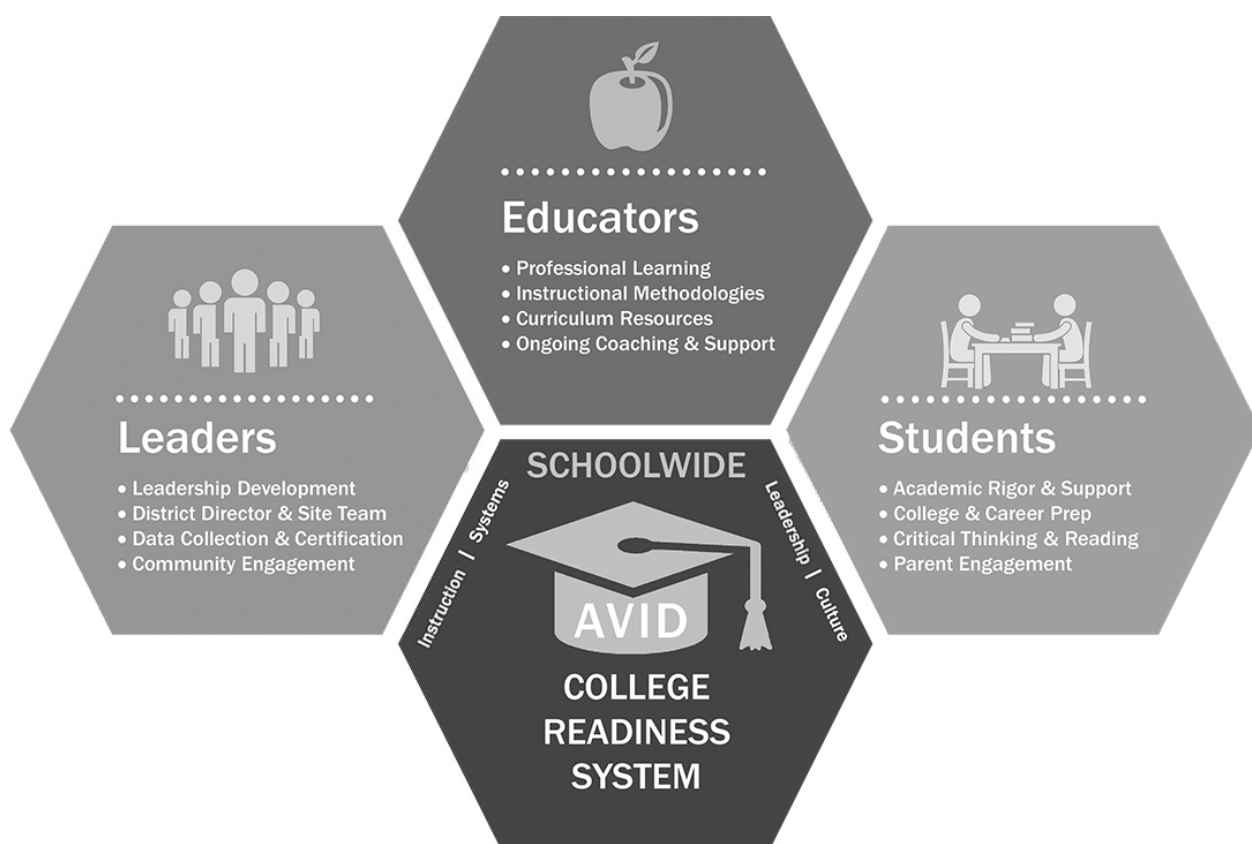 Educators
• Professional Learning
• Instructional Methodologies
• Curriculum Resources
• Ongoing Coaching & Support
Leaders
• Leadership Development
• District Director & Site Team
• Data Collection & Certification
• Community Engagement
Students
• Academic Rigor & Support
• College & Career Prep
• Critical Thinking & Reading
• Parent Engagement
SCHOOLWIDE
Instruction | Systems
Leadership | Culture
AVID
COLLEGE
READINESS
SYSTEM